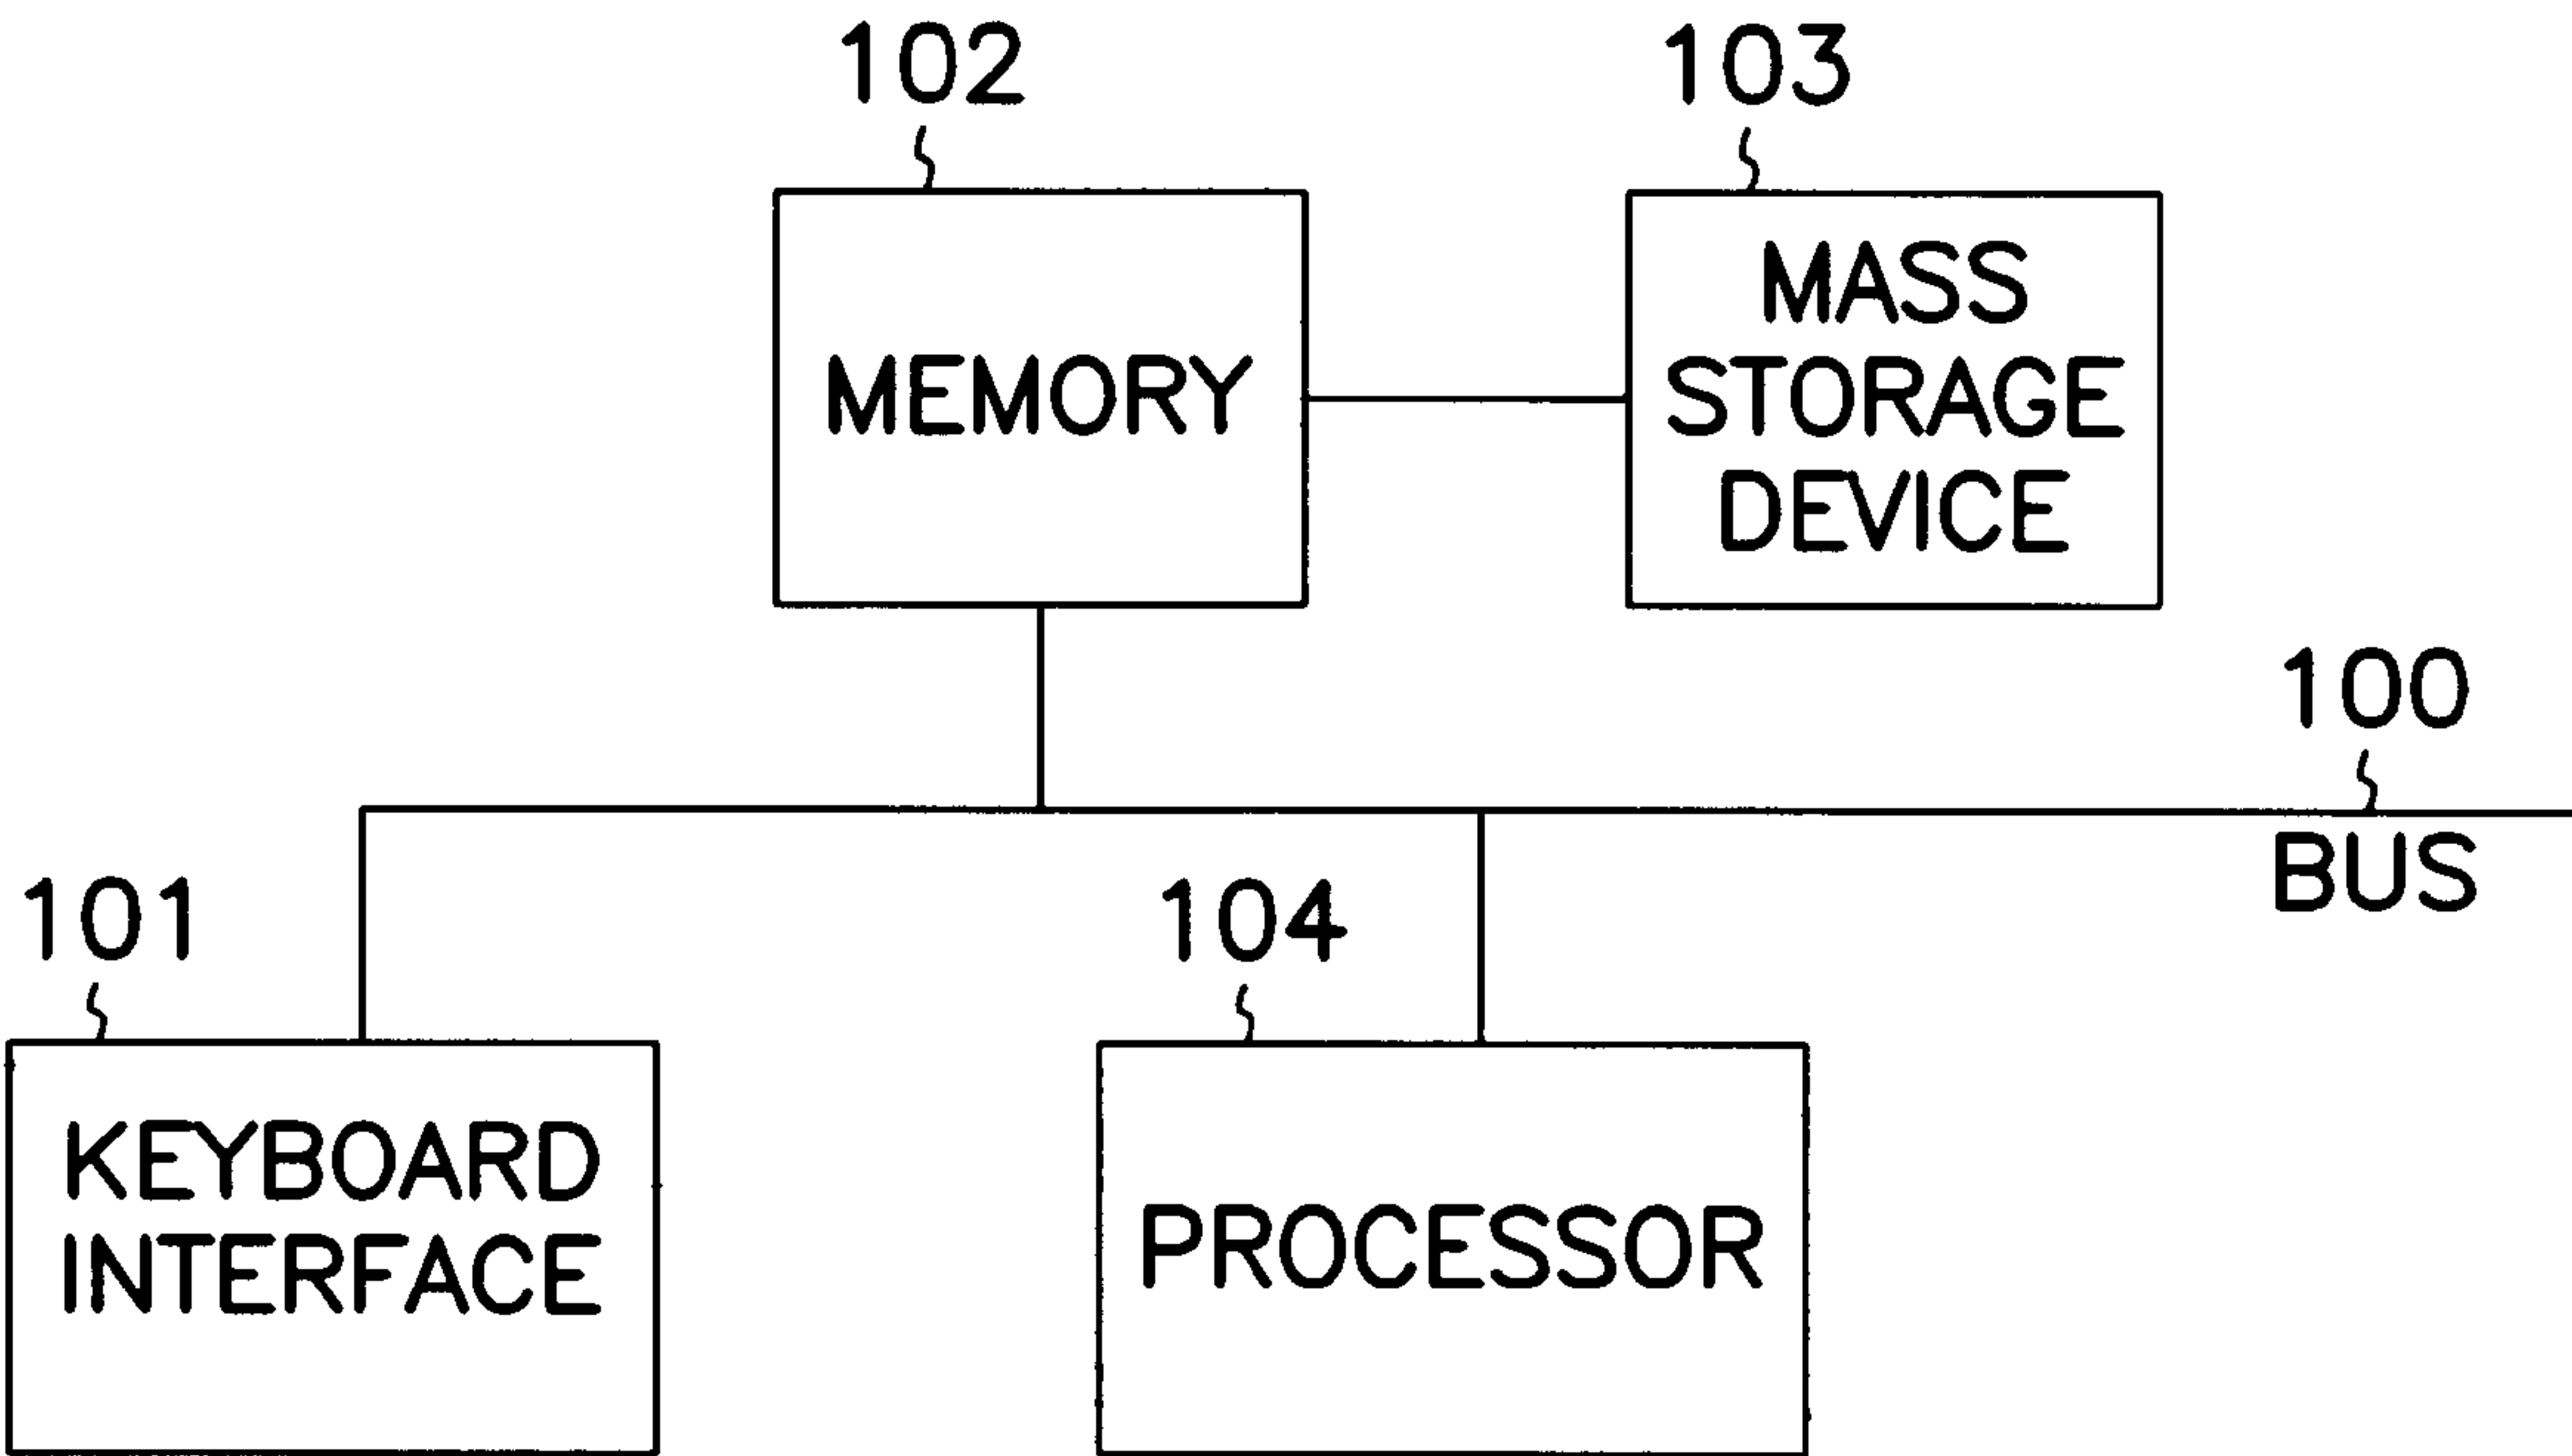 102
103
MEMORY
MASS
STORAGE
DEVICE
100
BUS
101
104
KEYBOARD
INTERFACE
PROCESSOR